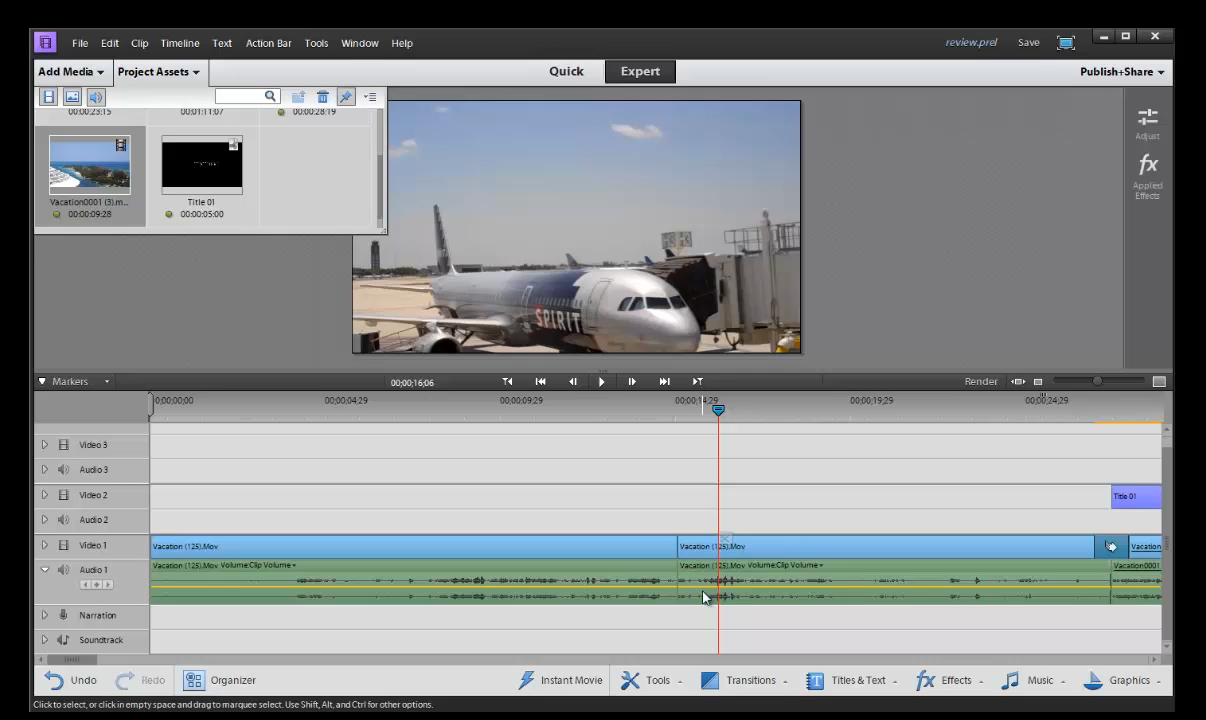 File Edit Clip Timeline Text Action Bar Tools Window Help review.prel Save
Add Media Project Assets Quick Expert Publish+Share
00:00:23:15 00:01:11:07 00:00:28:19
Vacation0001 (3).m...
00:00:09:28
Title 01
00:00:05:00
Adjust
fx
Applied
Effects
SPIRIT
Markers 00;00;16;06 Render
0;00;00;00 00;00;04;29 00;00;09;29 00;00;14;29 00;00;19;29 00;00;24;29
Video 3
Audio 3
Video 2 Title 01
Audio 2
Video 1 Vacation (125).Mov Vacation (125).Mov Vacation
Audio 1 Vacation (125).Mov Volume:Clip Volume Vacation (125).Mov Volume:Clip Volume Vacation0001
Narration
Soundtrack
Undo Redo Organizer Instant Movie Tools Transitions T Titles & Text fx Effects Music Graphics
Click to select, or click in empty space and drag to marquee select. Use Shift, Alt, and Ctrl for other options.